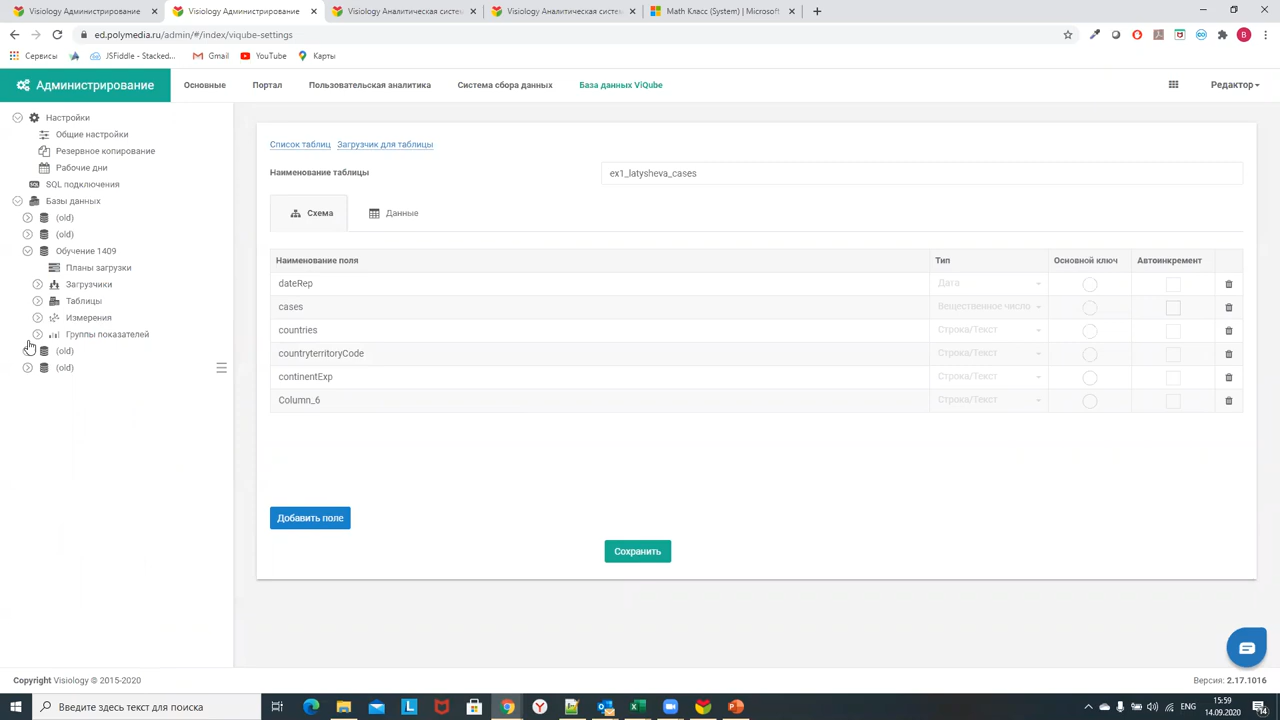 Visiology Аналитическая систем
Visiology Аналитическая систем
Visiology Аналитическая систем
Visiology Аналитическая систем
Math Класс (System) | Microsoft
ed.polymedia.ru/admin/#/index/viqube-settings
Сервисы
JSFiddle - Stacked...
Gmail
YouTube
Карты
Администрирование
Основные
Портал
Пользовательская аналитика
Система сбора данных
База данных ViQube
Редактор
Настройки
Общие настройки
Резервное копирование
Рабочие дни
SQL подключения
Базы данных
(old)
(old)
Обучение 1409
Планы загрузки
Загрузчики
Таблицы
Измерения
Группы показателей
(old)
(old)
Список таблиц Загрузчик для таблицы
Наименование таблицы
ex1_latysheva_cases
Схема
Данные
Наименование поля Тип Основной ключ Автоинкремент
dateRep Дата
cases Вещественное число
countries Строка/Текст
countryterritoryCode Строка/Текст
continentExp Строка/Текст
Column_6 Строка/Текст
Добавить поле
Сохранить
Copyright Visiology © 2015-2020
Версия: 2.17.1016
Введите здесь текст для поиска
ENG
15:59
14.09.2020